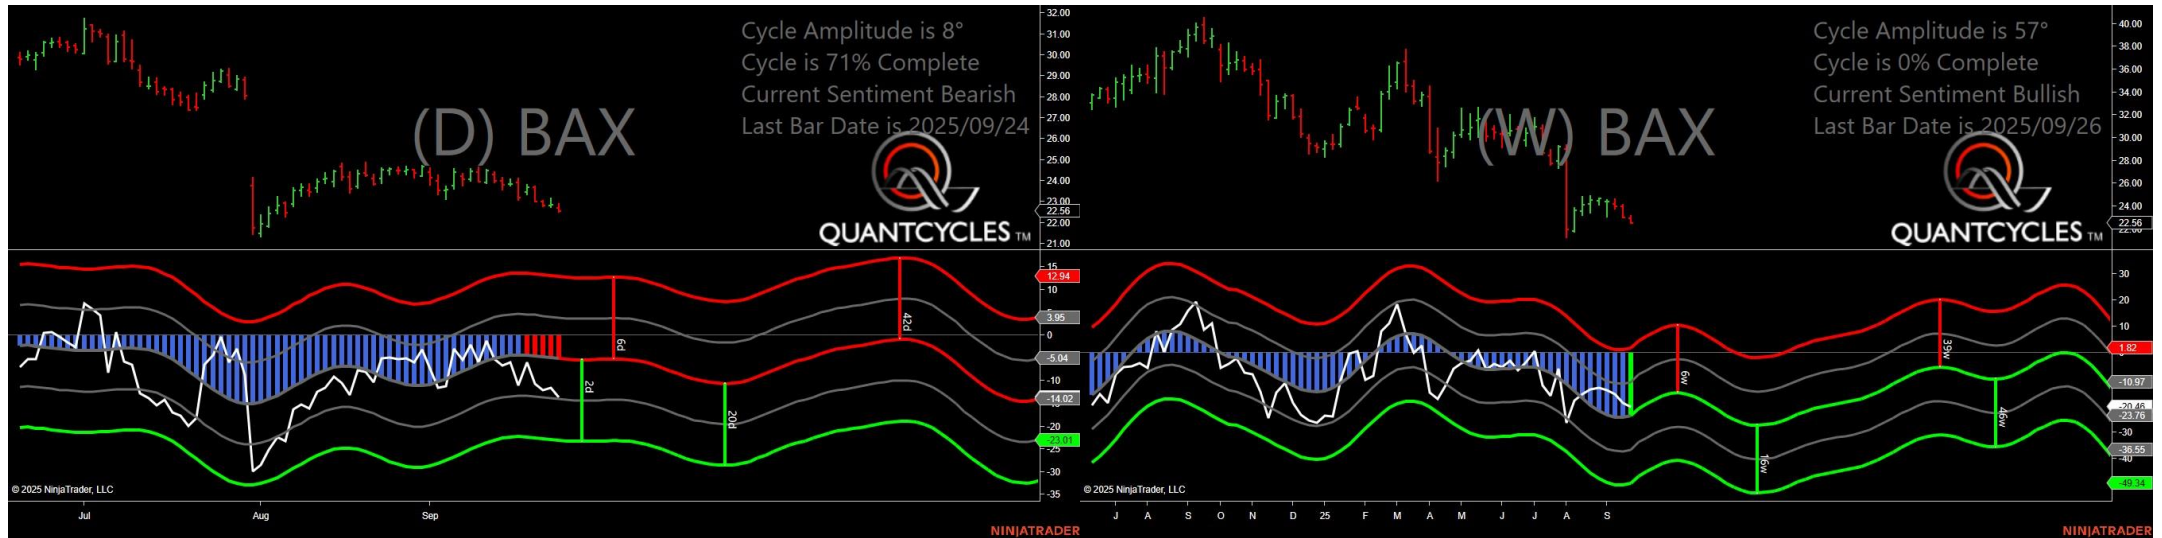 Cycle Amplitude is 8°
Cycle is 71% Complete
Current Sentiment Bearish
Last Bar Date is 2025/09/24
(D) BAX
QUANTCYCLES TM
32.00
31.00
30.00
29.00
28.00
27.00
26.00
25.00
24.00
23.00
22.56
22.00
21.00
15
12.94
10
3.95
0
-5.04
-10
-14.02
-20
-23.01
-25
-30
-35
6d
2d
20d
42d
© 2025 NinjaTrader, LLC
Jul
Aug
Sep
NINJATRADER
Cycle Amplitude is 57°
Cycle is 0% Complete
Current Sentiment Bullish
Last Bar Date is 2025/09/26
(W) BAX
QUANTCYCLES TM
40.00
38.00
36.00
34.00
32.00
30.00
28.00
26.00
24.00
22.56
30
20
10
1.82
-10.97
-20.46
-23.76
-30
-36.55
-40
-49.34
6w
16w
39w
46w
© 2025 NinjaTrader, LLC
J A S O N D 25 F M A M J J A S
NINJATRADER